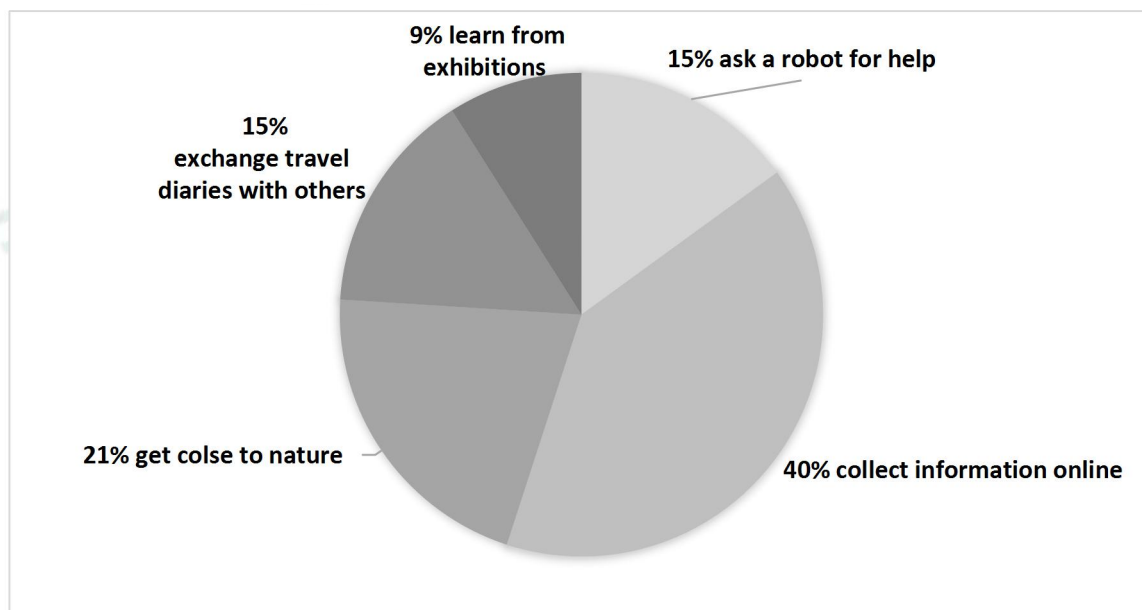 9% learn from
exhibitions
15% ask a robot for help
15%
exchange travel
diaries with others
21% get colse to nature
40% collect information online